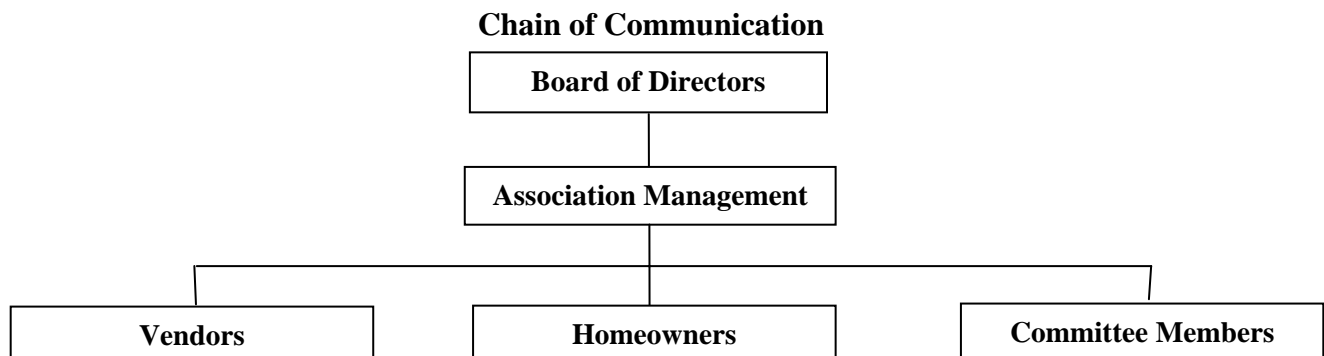 Chain of Communication
Board of Directors
Association Management
Vendors
Homeowners
Committee Members